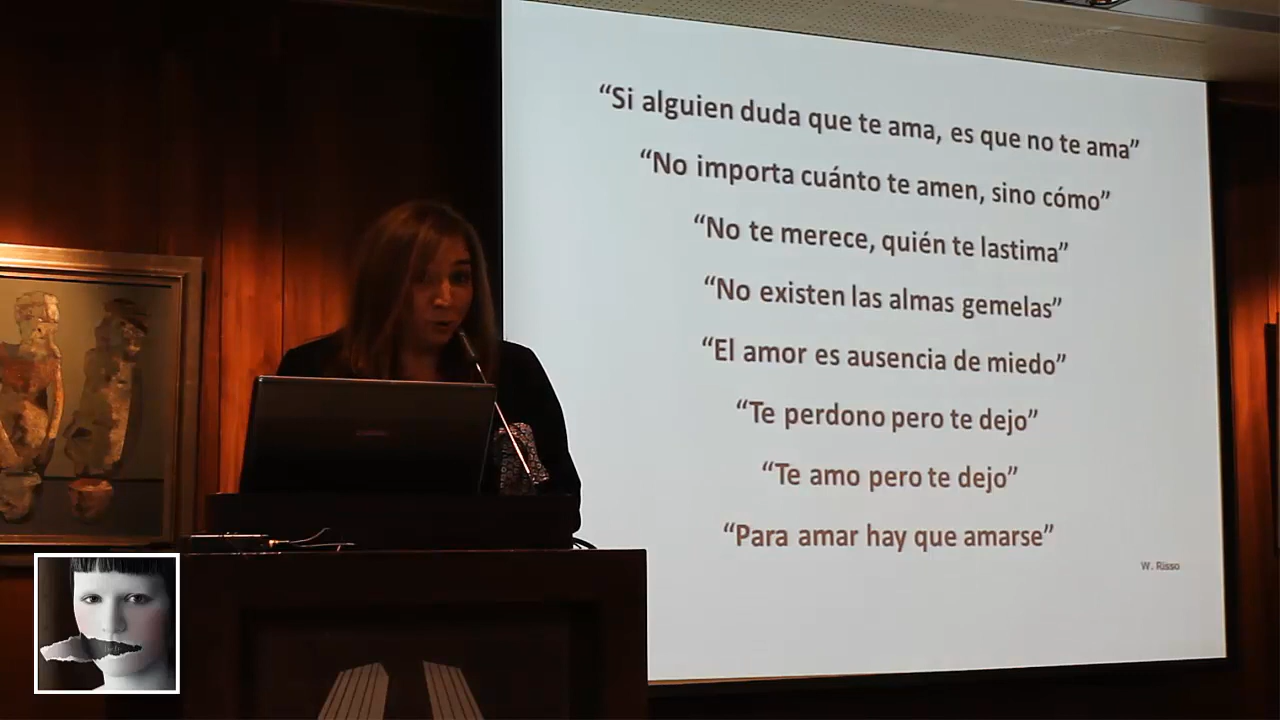 “Si alguien duda que te ama, es que no te ama”
“No importa cuánto te amen, sino cómo”
“No te merece, quién te lastima”
“No existen las almas gemelas”
“El amor es ausencia de miedo”
“Te perdono pero te dejo”
“Te amo pero te dejo”
“Para amar hay que amarse”
W. Risso